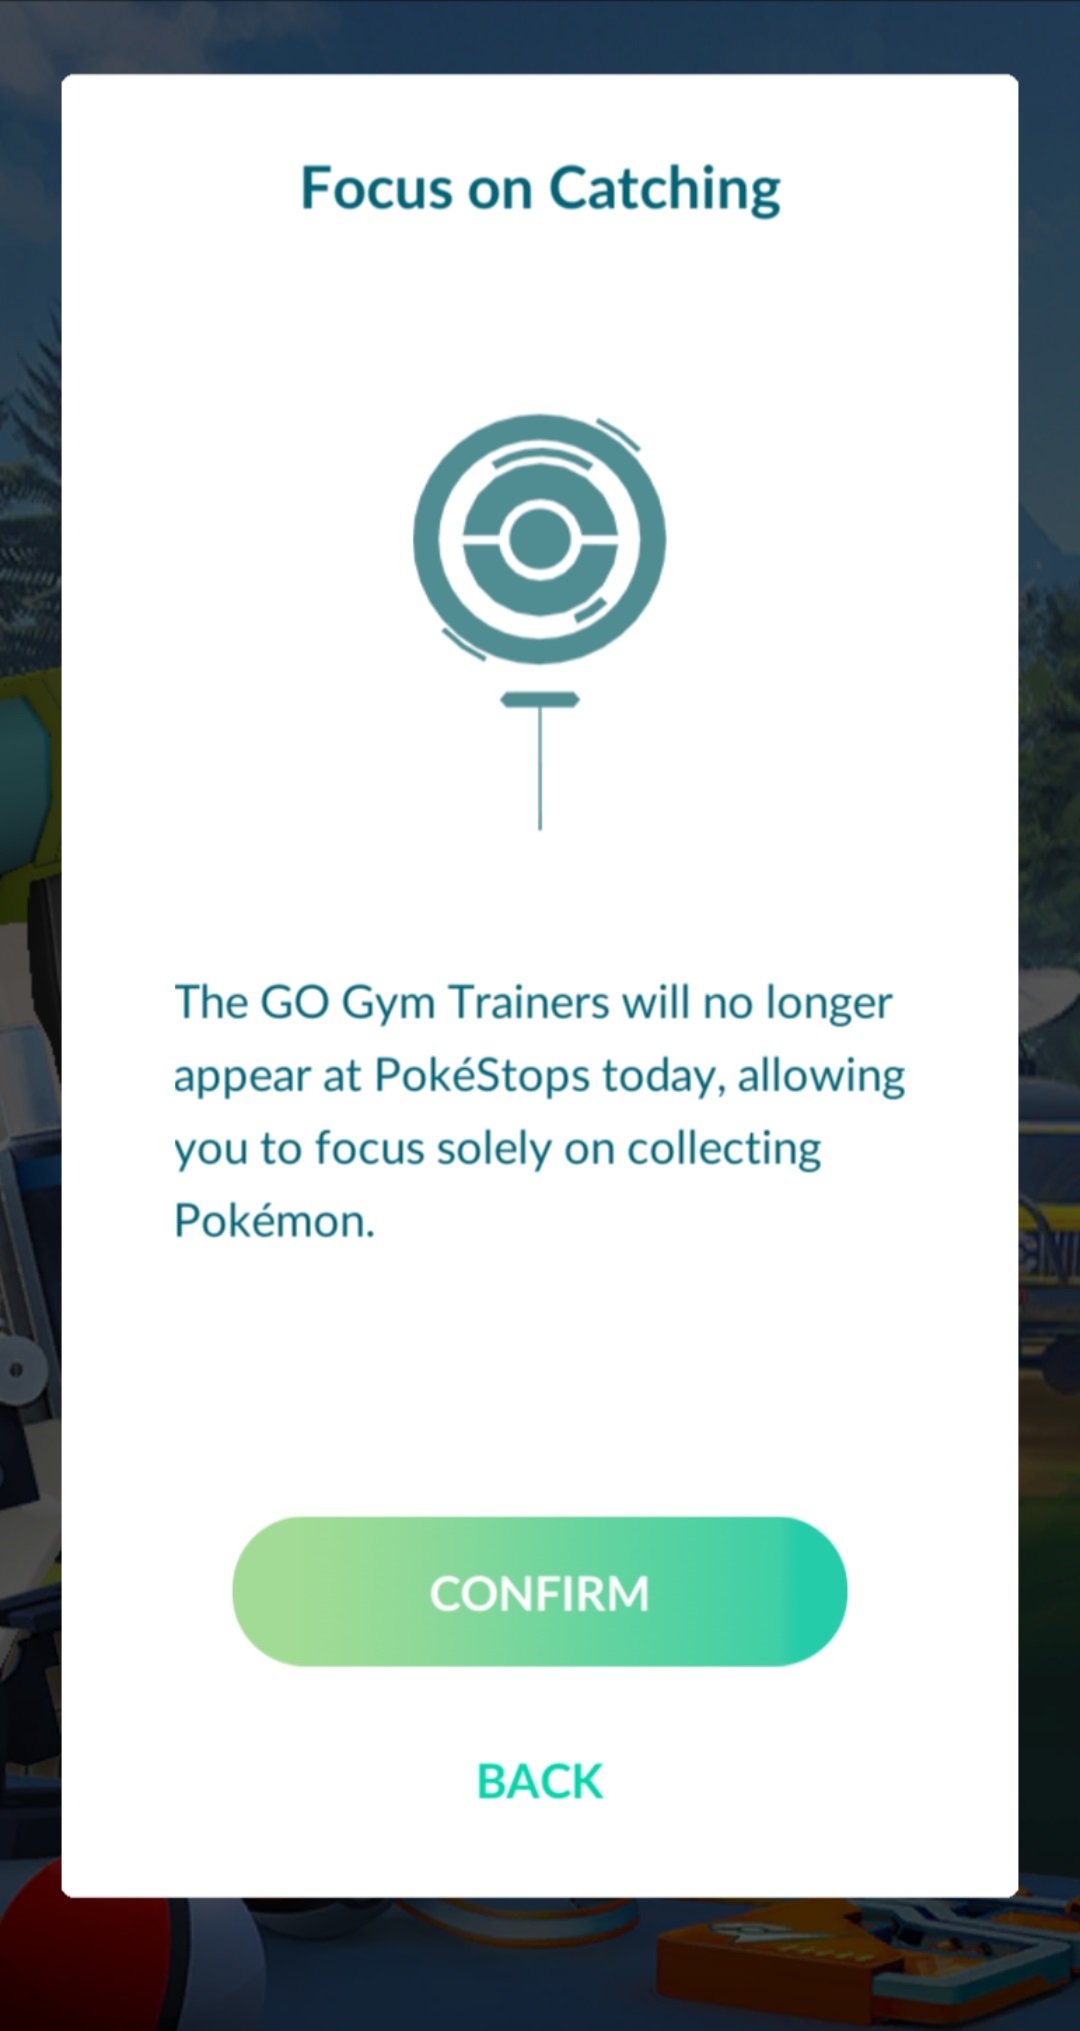 Focus on Catching
The GO Gym Trainers will no longer
appear at PokéStops today, allowing
you to focus solely on collecting
Pokémon.
CONFIRM
BACK